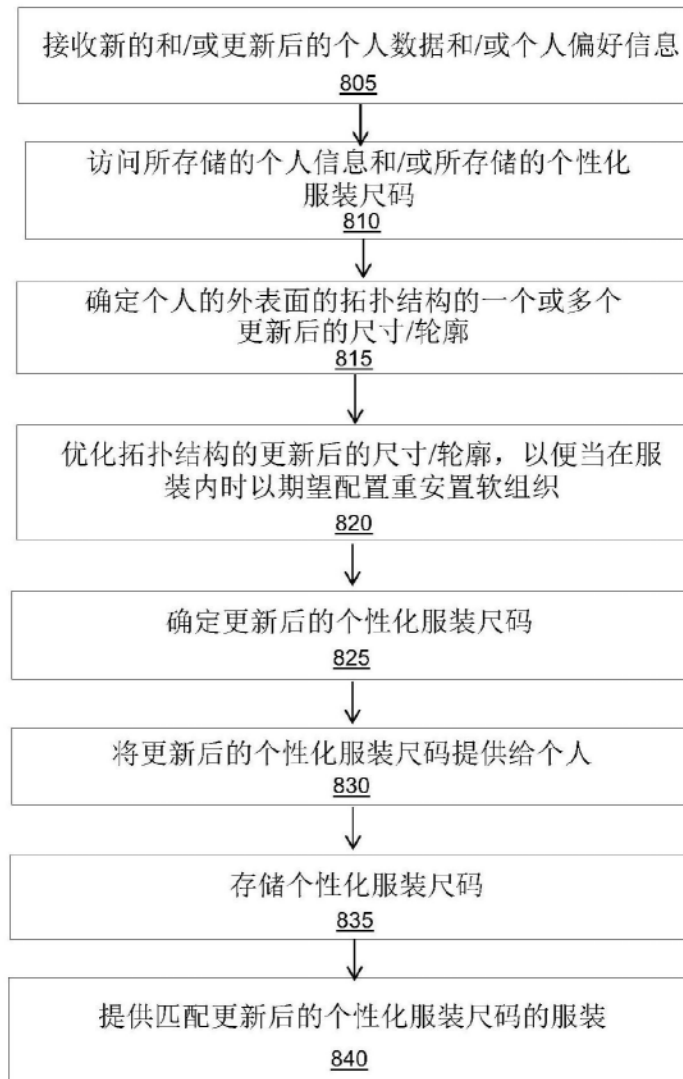 接收新的和/或更新后的个人数据和/或个人偏好信息
805
访问所存储的个人信息和/或所存储的个性化
服装尺码
810
确定个人的外表面的拓扑结构的一个或多个
更新后的尺寸/轮廓
815
优化拓扑结构的更新后的尺寸/轮廓，以便当在服
装内时以期望配置重安置软组织
820
确定更新后的个性化服装尺码
825
将更新后的个性化服装尺码提供给个人
830
存储个性化服装尺码
835
提供匹配更新后的个性化服装尺码的服装
840